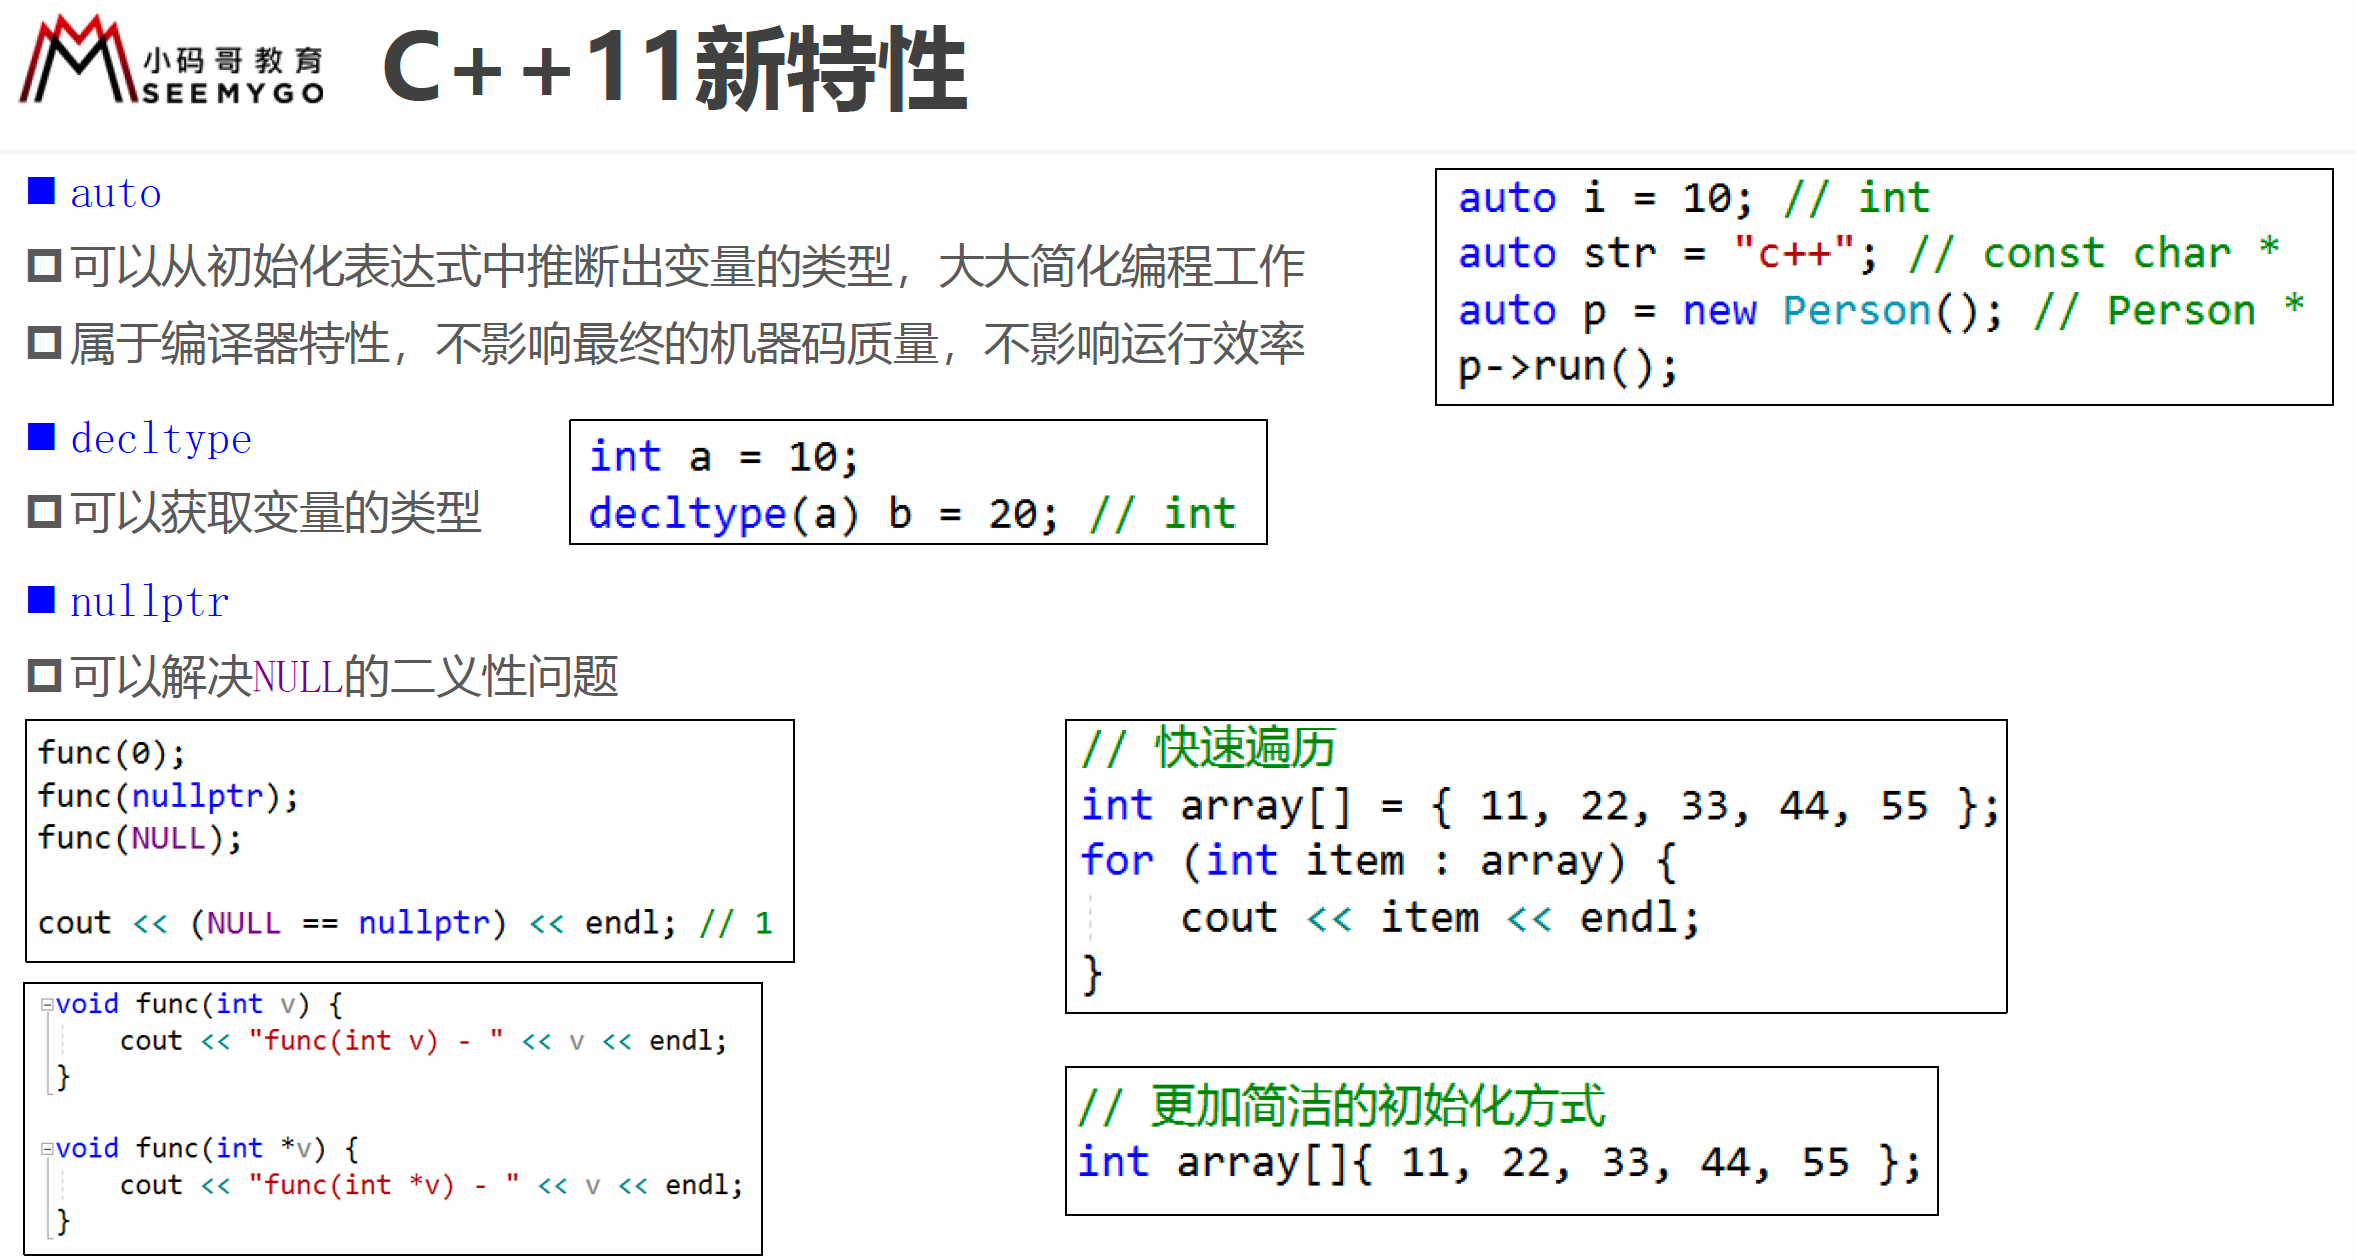 小码哥教育
SEEMYGO
C++11新特性
auto
可以从初始化表达式中推断出变量的类型，大大简化编程工作
属于编译器特性，不影响最终的机器码质量，不影响运行效率
auto i = 10; // int
auto str = "c++"; // const char *
auto p = new Person(); // Person *
p->run();
decltype
可以获取变量的类型
int a = 10;
decltype(a) b = 20; // int
nullptr
可以解决NULL的二义性问题
func(0);
func(nullptr);
func(NULL);
cout << (NULL == nullptr) << endl; // 1
void func(int v) {
cout << "func(int v) - " << v << endl;
}
void func(int *v) {
cout << "func(int *v) - " << v << endl;
}
// 快速遍历
int array[] = { 11, 22, 33, 44, 55 };
for (int item : array) {
cout << item << endl;
}
// 更加简洁的初始化方式
int array[]{ 11, 22, 33, 44, 55 };